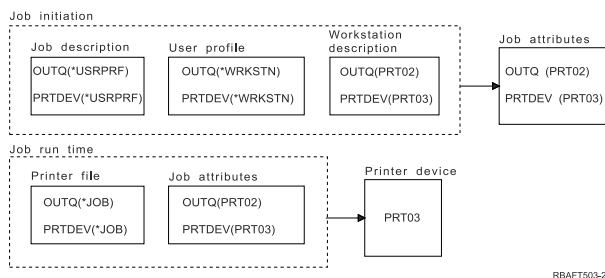 Job initiation
Job description
User profile
Workstation
description
Job attributes
OUTQ(*USRPRF)
PRTDEV(*USRPRF)
OUTQ(*WRKSTN)
PRTDEV(*WRKSTN)
OUTQ(PRT02)
PRTDEV(PRT03)
OUTQ (PRT02)
PRTDEV (PRT03)
Job run time
Printer file
Job attributes
Printer device
OUTQ(*JOB)
PRTDEV(*JOB)
OUTQ(PRT02)
PRTDEV(PRT03)
PRT03
RBAFT503-2